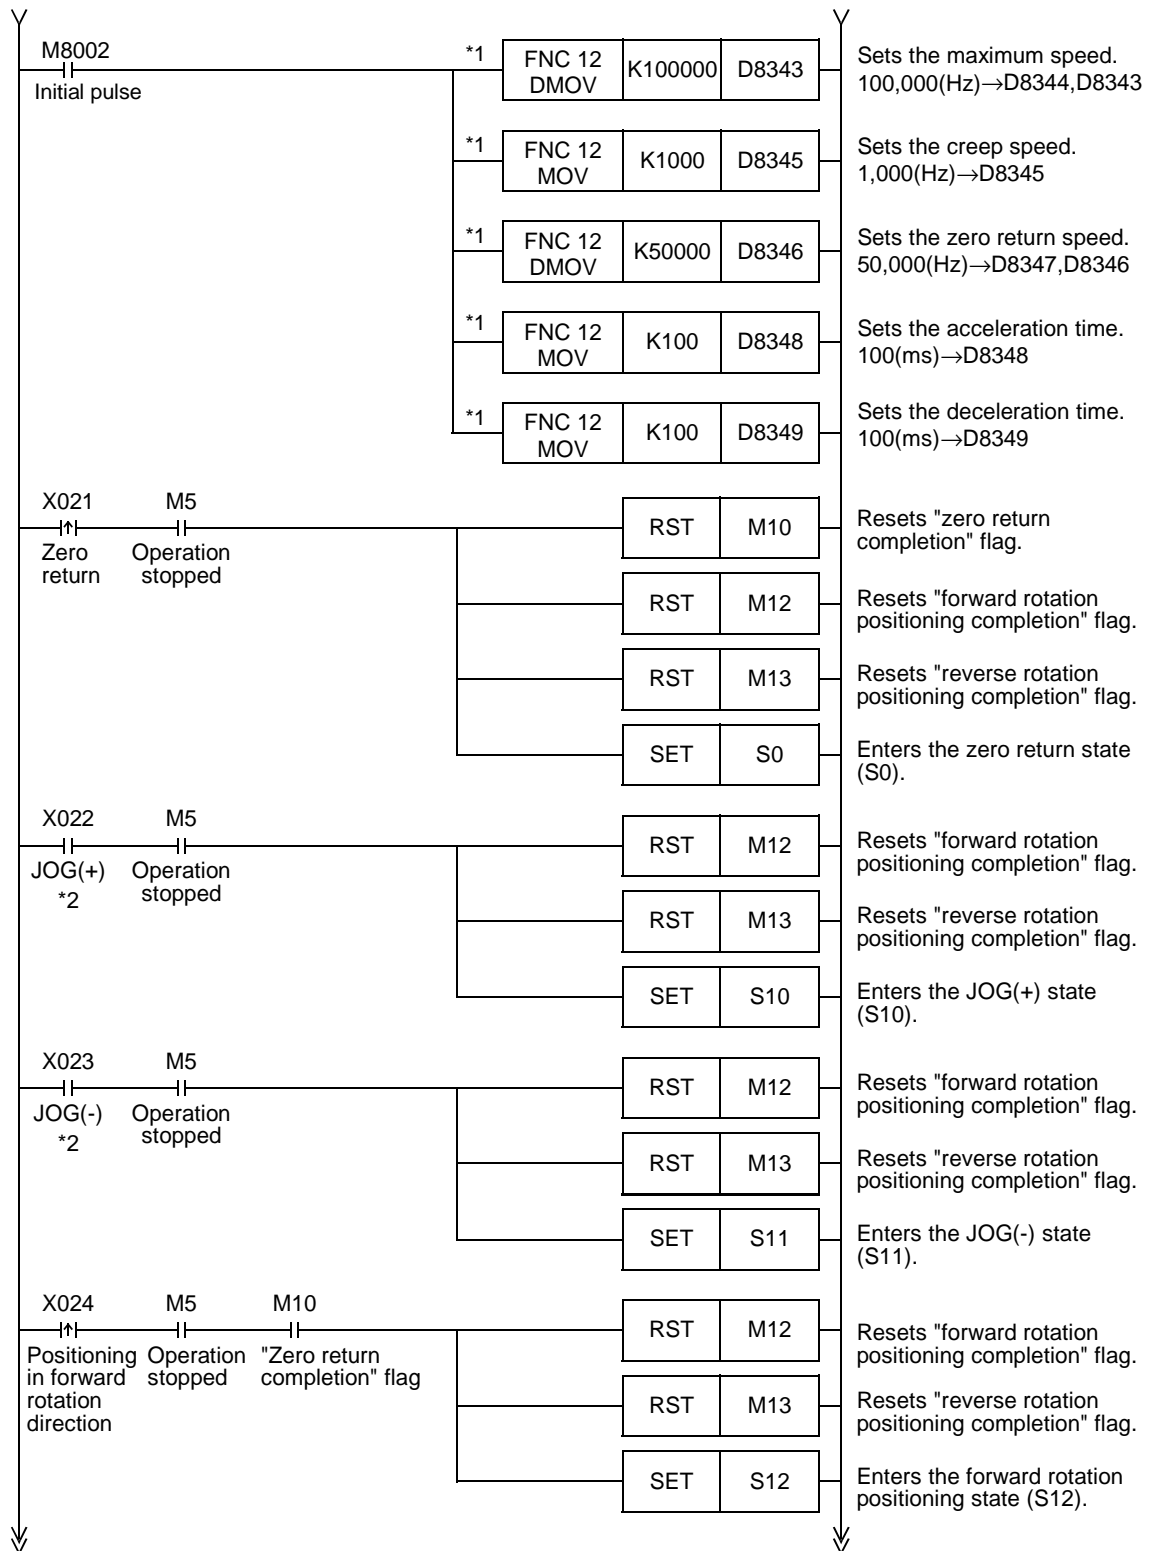 M8002
Initial pulse
*1
FNC 12
DMOV
K100000
D8343
Sets the maximum speed.
100,000(Hz)→D8344,D8343
*1
FNC 12
MOV
K1000
D8345
Sets the creep speed.
1,000(Hz)→D8345
*1
FNC 12
DMOV
K50000
D8346
Sets the zero return speed.
50,000(Hz)→D8347,D8346
*1
FNC 12
MOV
K100
D8348
Sets the acceleration time.
100(ms)→D8348
*1
FNC 12
MOV
K100
D8349
Sets the deceleration time.
100(ms)→D8349
X021
Zero
return
M5
Operation
stopped
RST
M10
Resets "zero return
completion" flag.
RST
M12
Resets "forward rotation
positioning completion" flag.
RST
M13
Resets "reverse rotation
positioning completion" flag.
SET
S0
Enters the zero return state
(S0).
X022
JOG(+)
*2
M5
Operation
stopped
RST
M12
Resets "forward rotation
positioning completion" flag.
RST
M13
Resets "reverse rotation
positioning completion" flag.
SET
S10
Enters the JOG(+) state
(S10).
X023
JOG(-)
*2
M5
Operation
stopped
RST
M12
Resets "forward rotation
positioning completion" flag.
RST
M13
Resets "reverse rotation
positioning completion" flag.
SET
S11
Enters the JOG(-) state
(S11).
X024
Positioning
in forward
rotation
direction
M5
Operation
stopped
M10
"Zero return
completion" flag
RST
M12
Resets "forward rotation
positioning completion" flag.
RST
M13
Resets "reverse rotation
positioning completion" flag.
SET
S12
Enters the forward rotation
positioning state (S12).